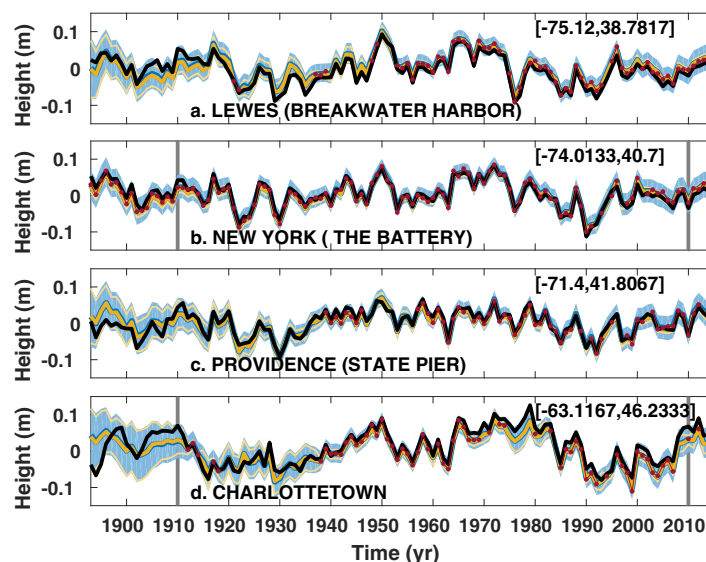 Height (m)
0.1
0
-0.1
[-75.12,38.7817]
a. LEWES (BREAKWATER HARBOR)
Height (m)
0.1
0
-0.1
[-74.0133,40.7]
b. NEW YORK ( THE BATTERY)
Height (m)
0.1
0
-0.1
[-71.4,41.8067]
c. PROVIDENCE (STATE PIER)
Height (m)
0.1
0
-0.1
[-63.1167,46.2333]
d. CHARLOTTETOWN
1900 1910 1920 1930 1940 1950 1960 1970 1980 1990 2000 2010
Time (yr)